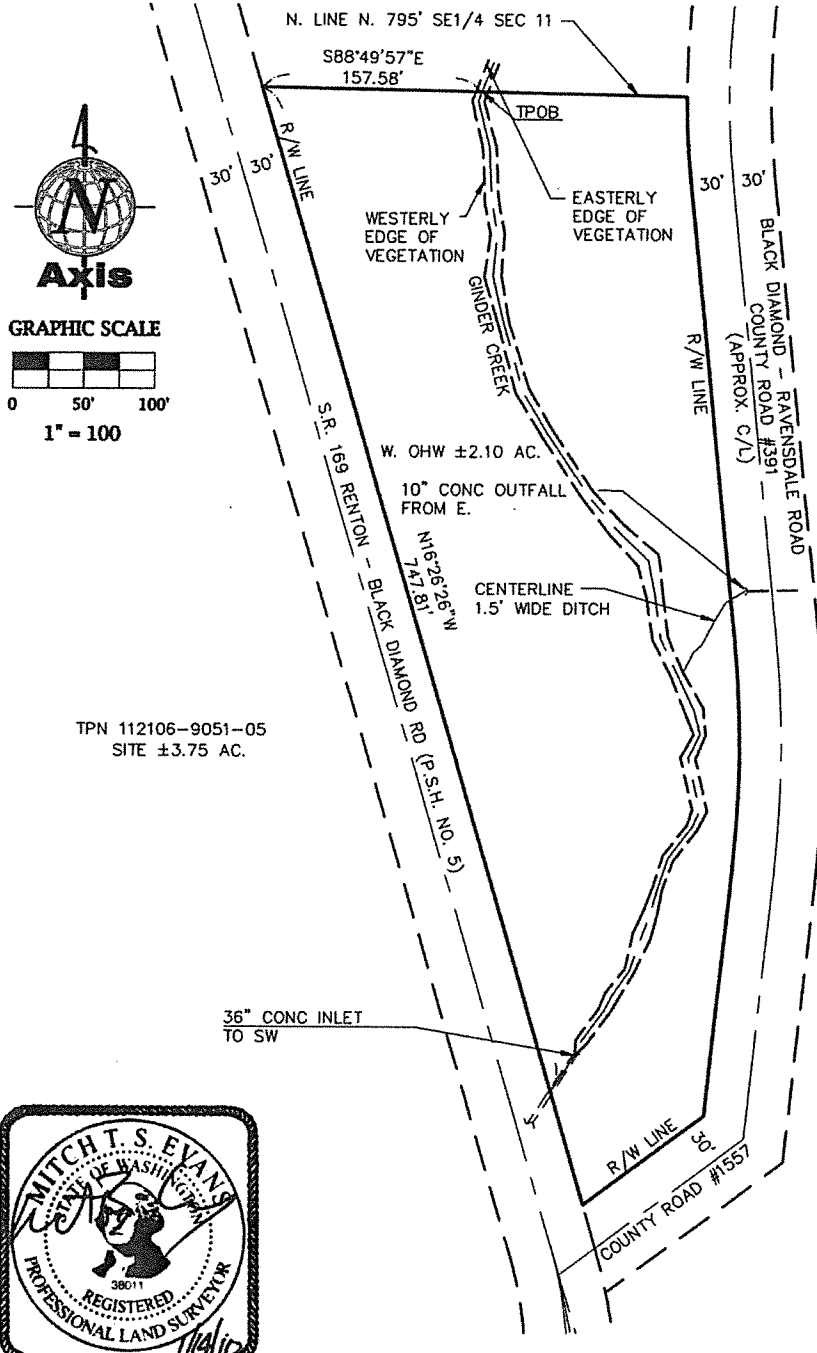 N. LINE N. 795' SE1/4 SEC 11
S88°49'57"E
157.58'
TPOB
R/W LINE
30' 30'
30' 30'
WESTERLY
EDGE OF
VEGETATION
EASTERLY
EDGE OF
VEGETATION
N
Axis
GRAPHIC SCALE
0 50' 100'
1" = 100
GINDER CREEK
R/W LINE
BLACK DIAMOND - RAVENSDALE ROAD
COUNTY ROAD #391
(APPROX. C/L)
S.R. 169 RENTON - BLACK DIAMOND RD (P.S.H. NO. 5)
W. OHW ±2.10 AC.
10" CONC OUTFALL
FROM E.
N16°26'26"W
747.81'
CENTERLINE
1.5' WIDE DITCH
TPN 112106-9051-05
SITE ±3.75 AC.
36" CONC INLET
TO SW
R/W LINE
30'
COUNTY ROAD #1557
MITCH T. S. EVANS
STATE OF WASHINGTON
38011
REGISTERED
PROFESSIONAL LAND SURVEYOR